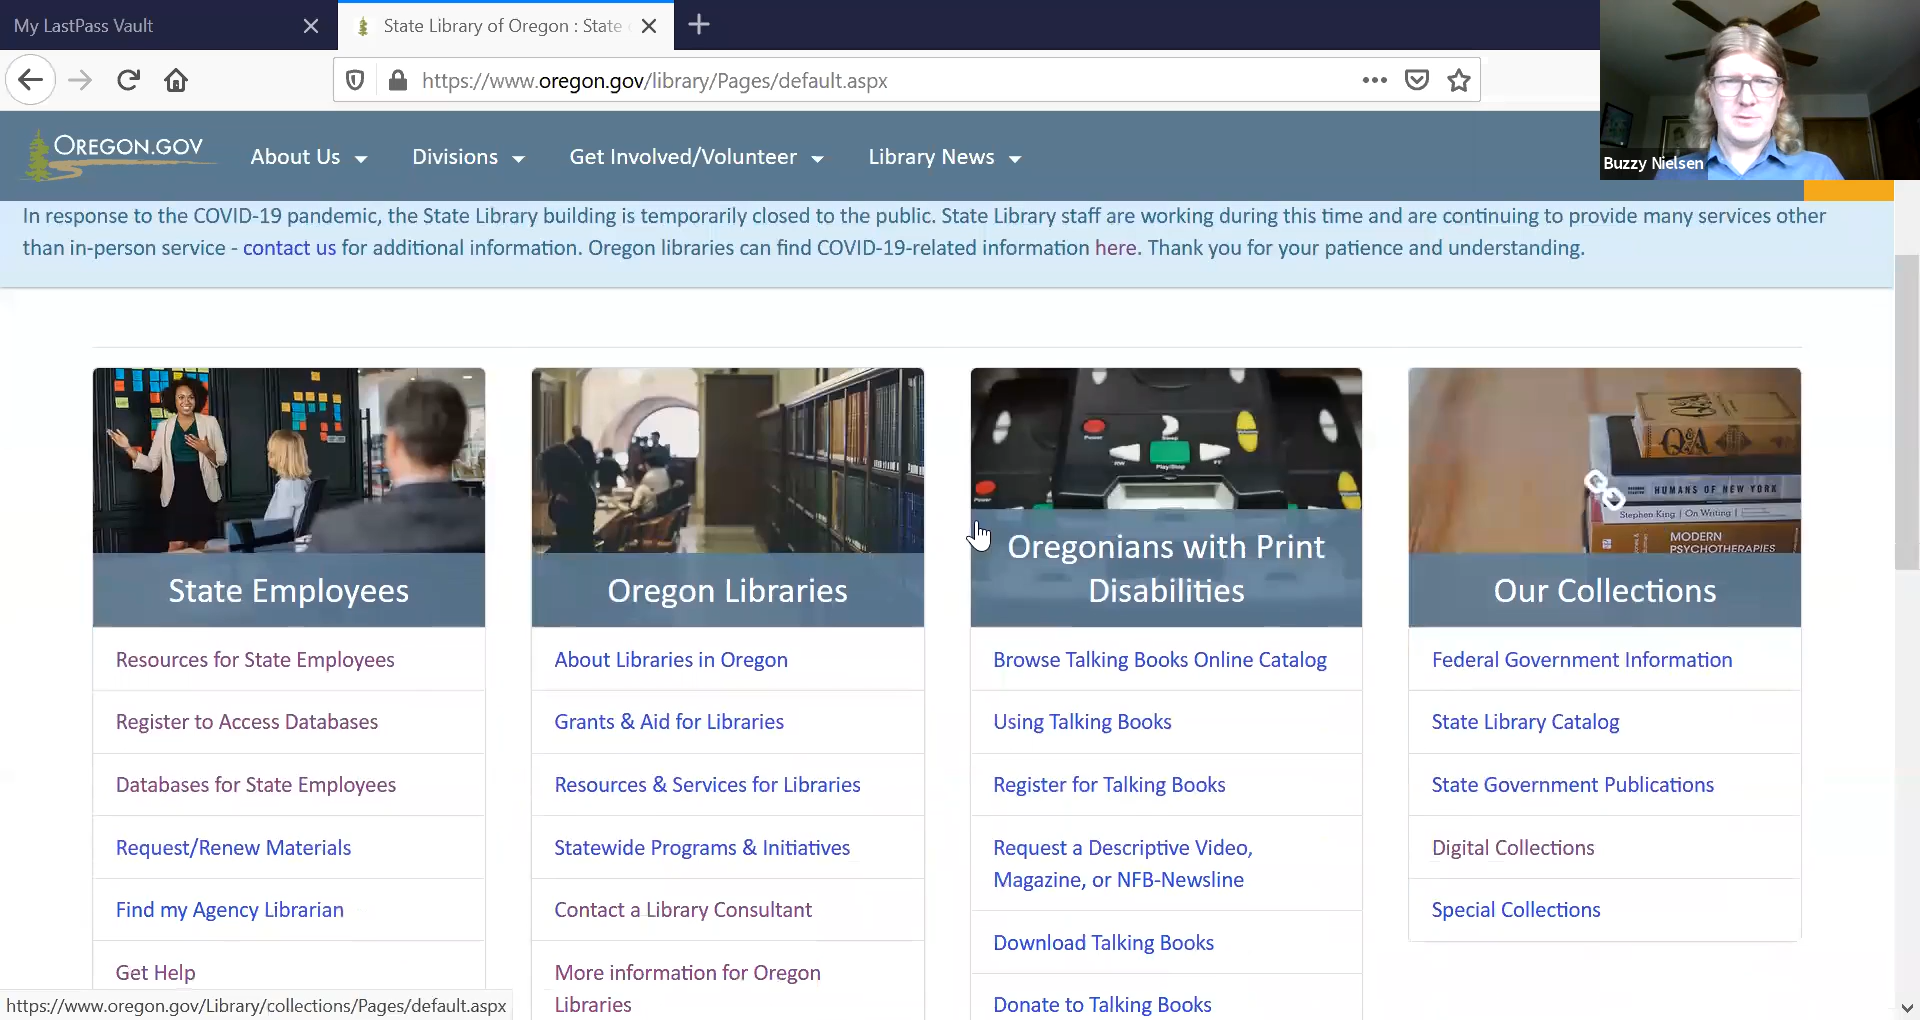 My LastPass Vault
State Library of Oregon : State
https://www.oregon.gov/library/Pages/default.aspx
Buzzy Nielsen
OREGON.GOV
About Us
Divisions
Get Involved/Volunteer
Library News
In response to the COVID-19 pandemic, the State Library building is temporarily closed to the public. State Library staff are working during this time and are continuing to provide many services other
than in-person service - contact us for additional information. Oregon libraries can find COVID-19-related information here. Thank you for your patience and understanding.
Power
Sleep
RW
Play/Stop
FF
Power
Q&A
HUMANS OF NEW YORK
Stephen King | On Writing
MODERN
PSYCHOTHERAPIES
State Employees
Oregon Libraries
Oregonians with Print
Disabilities
Our Collections
Resources for State Employees
Register to Access Databases
Databases for State Employees
Request/Renew Materials
Find my Agency Librarian
Get Help
About Libraries in Oregon
Grants & Aid for Libraries
Resources & Services for Libraries
Statewide Programs & Initiatives
Contact a Library Consultant
More information for Oregon
Libraries
Browse Talking Books Online Catalog
Using Talking Books
Register for Talking Books
Request a Descriptive Video,
Magazine, or NFB-Newsline
Download Talking Books
Donate to Talking Books
Federal Government Information
State Library Catalog
State Government Publications
Digital Collections
Special Collections
https://www.oregon.gov/Library/collections/Pages/default.aspx